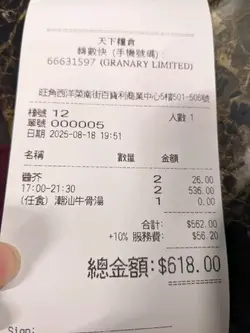 天下糧倉
轉數快 (手機號碼):
66631597 (GRANARY LIMITED)
旺角西洋菜南街百寶利商業中心5樓501-506號
檯號 12 人數 1
單號 000005
日期 2025-08-18 19:51
名稱 數量 金額
醬芥 2 26.00
17:00-21:30 2 536.00
(任食) 潮汕牛骨湯 1 0.00
合計: $562.00
+10% 服務費: $56.20
總金額:$618.00
Sign: